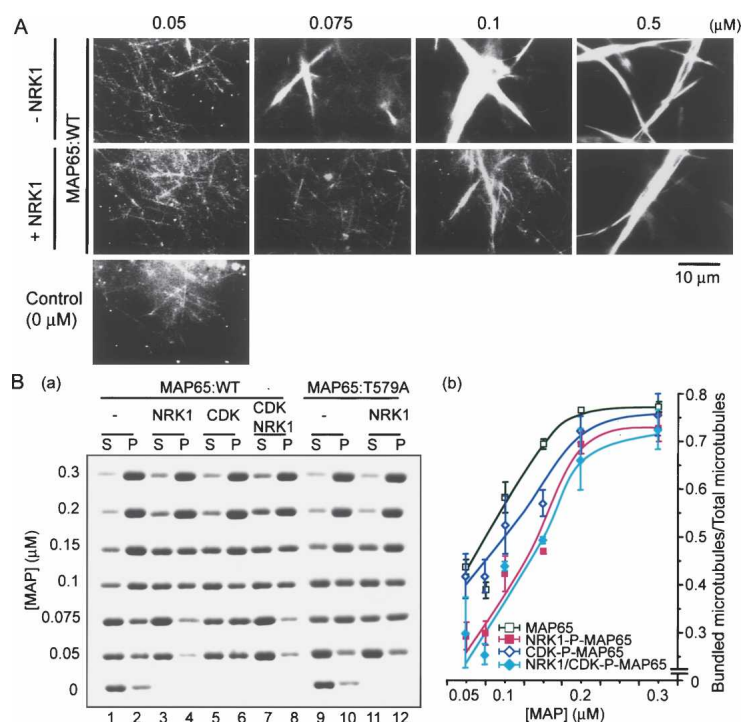 A
0.05 0.075 0.1 0.5 (μM)
MAP65:WT
- NRK1
+ NRK1
Control
(0 μM)
10 μm
B (a) (b)
MAP65:WT MAP65:T579A
- NRK1 CDK CDK NRK1 - NRK1
S P S P S P S P S P S P
[MAP] (μM)
0.3
0.2
0.15
0.1
0.075
0.05
0
1 2 3 4 5 6 7 8 9 10 11 12
0.8
0.7
0.6
0.5
0.4
0.3
Bundled microtubules/Total microtubules
MAP65
NRK1-P-MAP65
CDK-P-MAP65
NRK1/CDK-P-MAP65
0.05 0.1 0.2 0.3
[MAP] (μM)